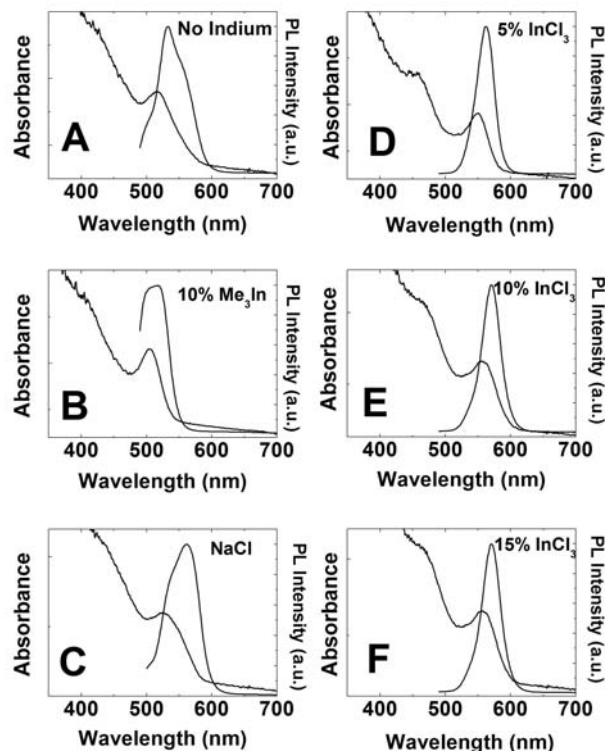 No Indium
A
Absorbance
PL Intensity (a.u.)
400 500 600 700
Wavelength (nm)
5% InCl₃
D
Absorbance
PL Intensity (a.u.)
400 500 600 700
Wavelength (nm)
10% Me₃In
B
Absorbance
PL Intensity (a.u.)
400 500 600 700
Wavelength (nm)
10% InCl₃
E
Absorbance
PL Intensity (a.u.)
400 500 600 700
Wavelength (nm)
NaCl
C
Absorbance
PL Intensity (a.u.)
400 500 600 700
Wavelength (nm)
15% InCl₃
F
Absorbance
PL Intensity (a.u.)
400 500 600 700
Wavelength (nm)